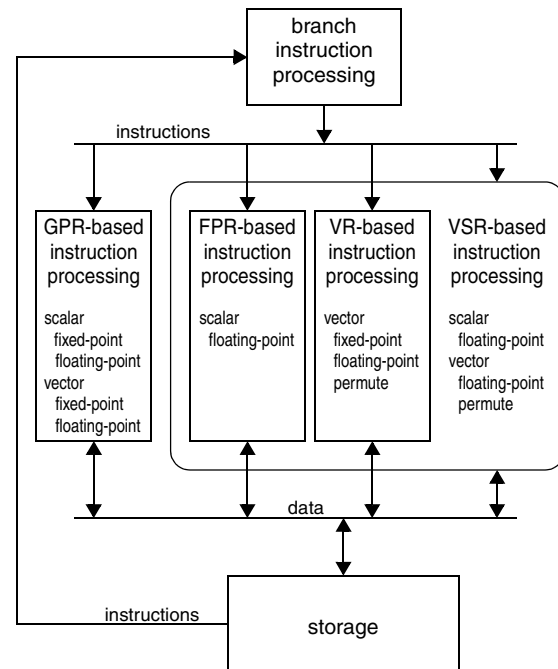 branch
instruction
processing
instructions
GPR-based
instruction
processing
scalar
fixed-point
floating-point
vector
fixed-point
floating-point
FPR-based
instruction
processing
scalar
floating-point
VR-based
instruction
processing
vector
fixed-point
floating-point
permute
VSR-based
instruction
processing
scalar
floating-point
vector
floating-point
permute
data
instructions
storage